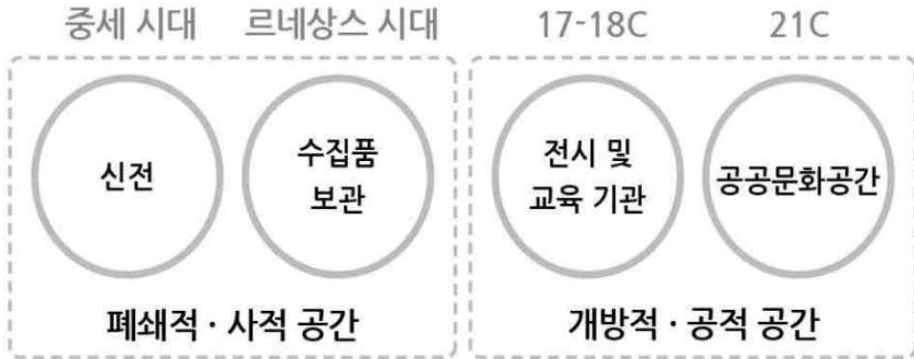 중세 시대 르네상스 시대 17-18C 21C
신전
수집품
보관
전시 및
교육 기관
공공문화공간
폐쇄적 · 사적 공간
개방적 · 공적 공간